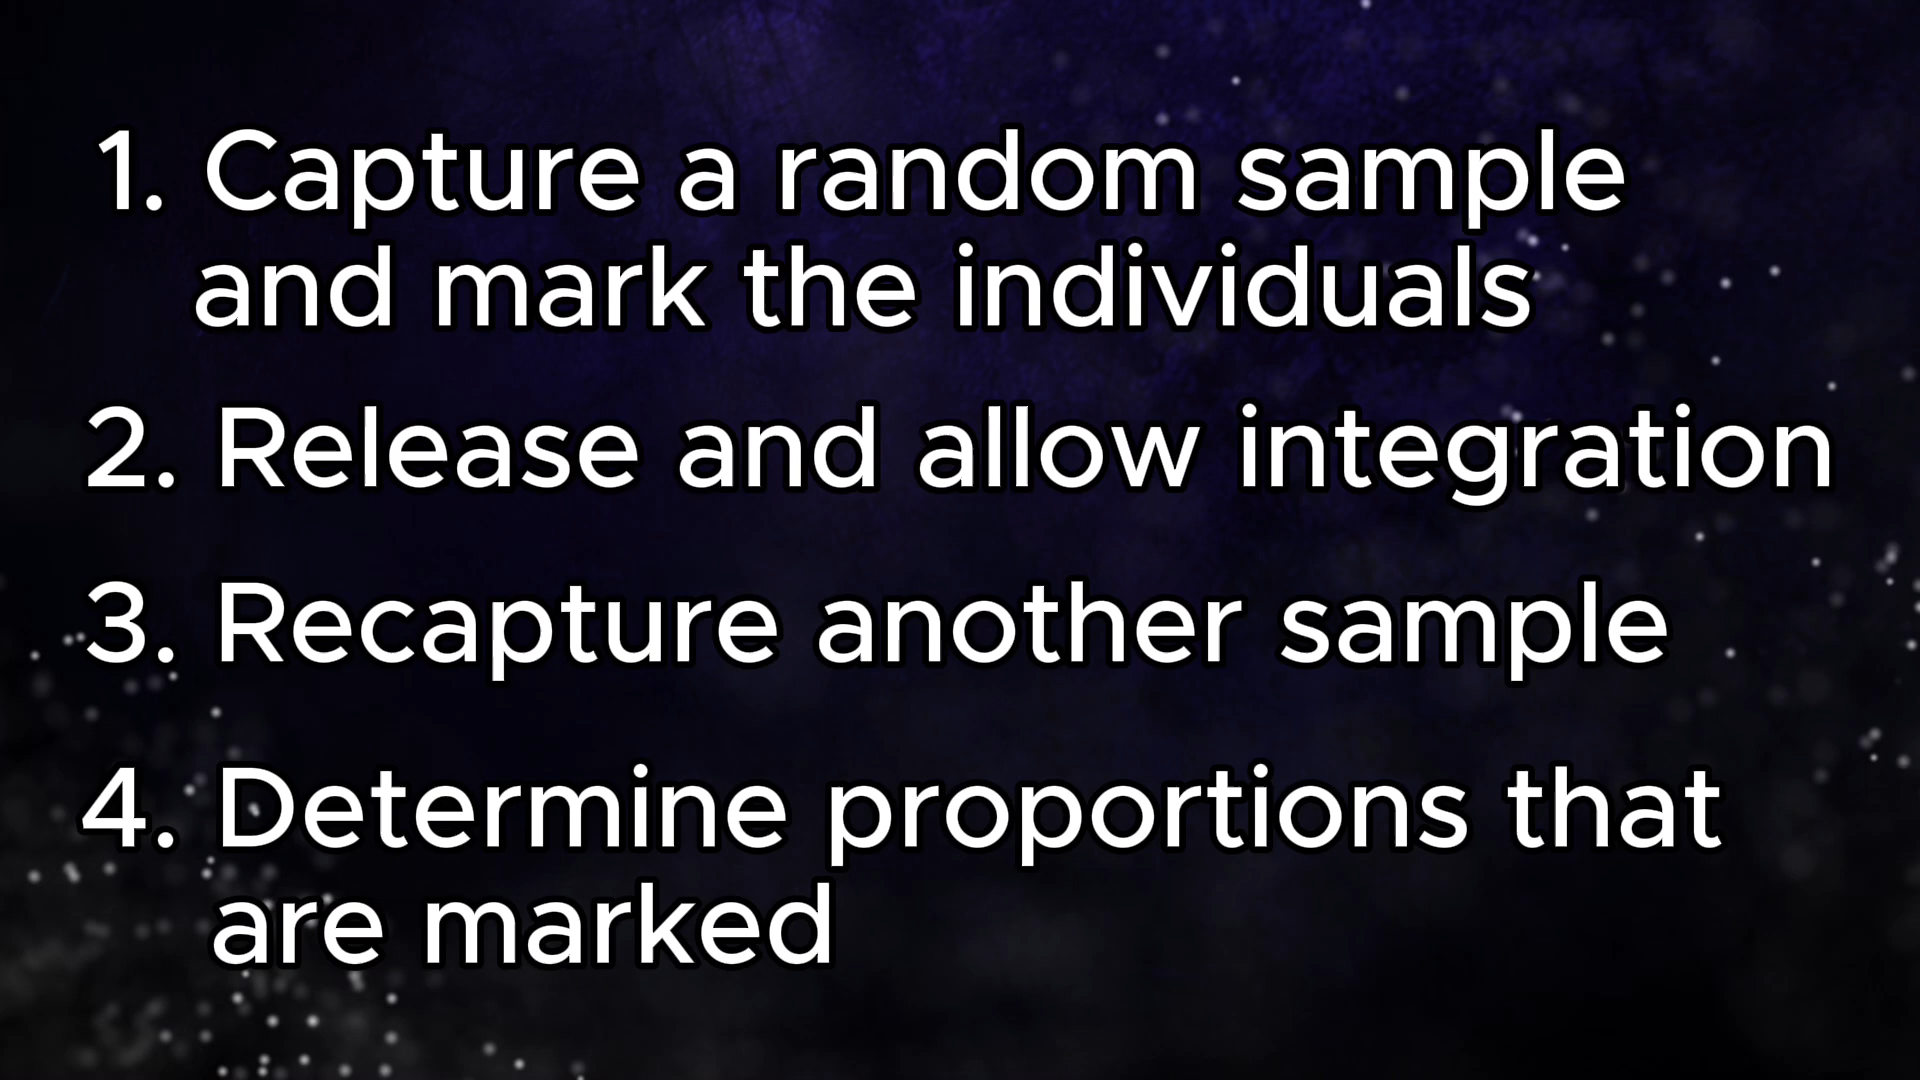 1. Capture a random sample
and mark the individuals
2. Release and allow integration
3. Recapture another sample
4. Determine proportions that
are marked